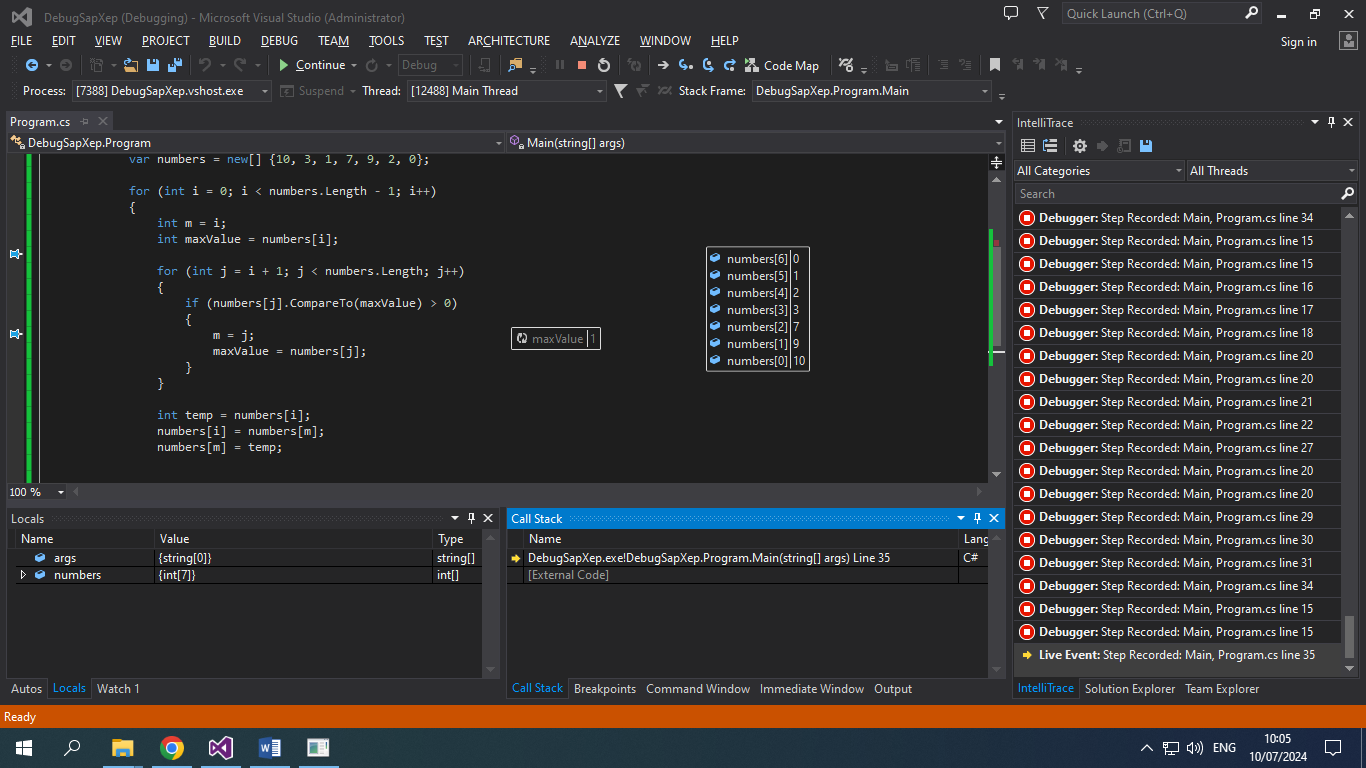 DebugSapXep (Debugging) - Microsoft Visual Studio (Administrator)
Quick Launch (Ctrl+Q)
FILE EDIT VIEW PROJECT BUILD DEBUG TEAM TOOLS TEST ARCHITECTURE ANALYZE WINDOW HELP
Sign in
Continue Debug Code Map
Process: [7388] DebugSapXep.vshost.exe Suspend Thread: [12488] Main Thread Stack Frame: DebugSapXep.Program.Main
Program.cs
DebugSapXep.Program Main(string[] args)
var numbers = new[] {10, 3, 1, 7, 9, 2, 0};
for (int i = 0; i < numbers.Length - 1; i++)
{
int m = i;
int maxValue = numbers[i];
for (int j = i + 1; j < numbers.Length; j++)
{
if (numbers[j].CompareTo(maxValue) > 0)
{
m = j;
maxValue = numbers[j];
}
}
int temp = numbers[i];
numbers[i] = numbers[m];
numbers[m] = temp;
maxValue 1
numbers[6] 0
numbers[5] 1
numbers[4] 2
numbers[3] 3
numbers[2] 7
numbers[1] 9
numbers[0] 10
100 %
IntelliTrace
All Categories All Threads
Search
Debugger: Step Recorded: Main, Program.cs line 34
Debugger: Step Recorded: Main, Program.cs line 15
Debugger: Step Recorded: Main, Program.cs line 15
Debugger: Step Recorded: Main, Program.cs line 16
Debugger: Step Recorded: Main, Program.cs line 17
Debugger: Step Recorded: Main, Program.cs line 18
Debugger: Step Recorded: Main, Program.cs line 20
Debugger: Step Recorded: Main, Program.cs line 20
Debugger: Step Recorded: Main, Program.cs line 21
Debugger: Step Recorded: Main, Program.cs line 22
Debugger: Step Recorded: Main, Program.cs line 27
Debugger: Step Recorded: Main, Program.cs line 20
Debugger: Step Recorded: Main, Program.cs line 20
Debugger: Step Recorded: Main, Program.cs line 29
Debugger: Step Recorded: Main, Program.cs line 30
Debugger: Step Recorded: Main, Program.cs line 31
Debugger: Step Recorded: Main, Program.cs line 34
Debugger: Step Recorded: Main, Program.cs line 15
Debugger: Step Recorded: Main, Program.cs line 15
Live Event: Step Recorded: Main, Program.cs line 35
IntelliTrace Solution Explorer Team Explorer
Locals
Name Value Type
args {string[0]} string[]
numbers {int[7]} int[]
Autos Locals Watch 1
Call Stack
Name Lang
DebugSapXep.exe!DebugSapXep.Program.Main(string[] args) Line 35 C#
[External Code]
Call Stack Breakpoints Command Window Immediate Window Output
Ready
ENG
10:05
10/07/2024